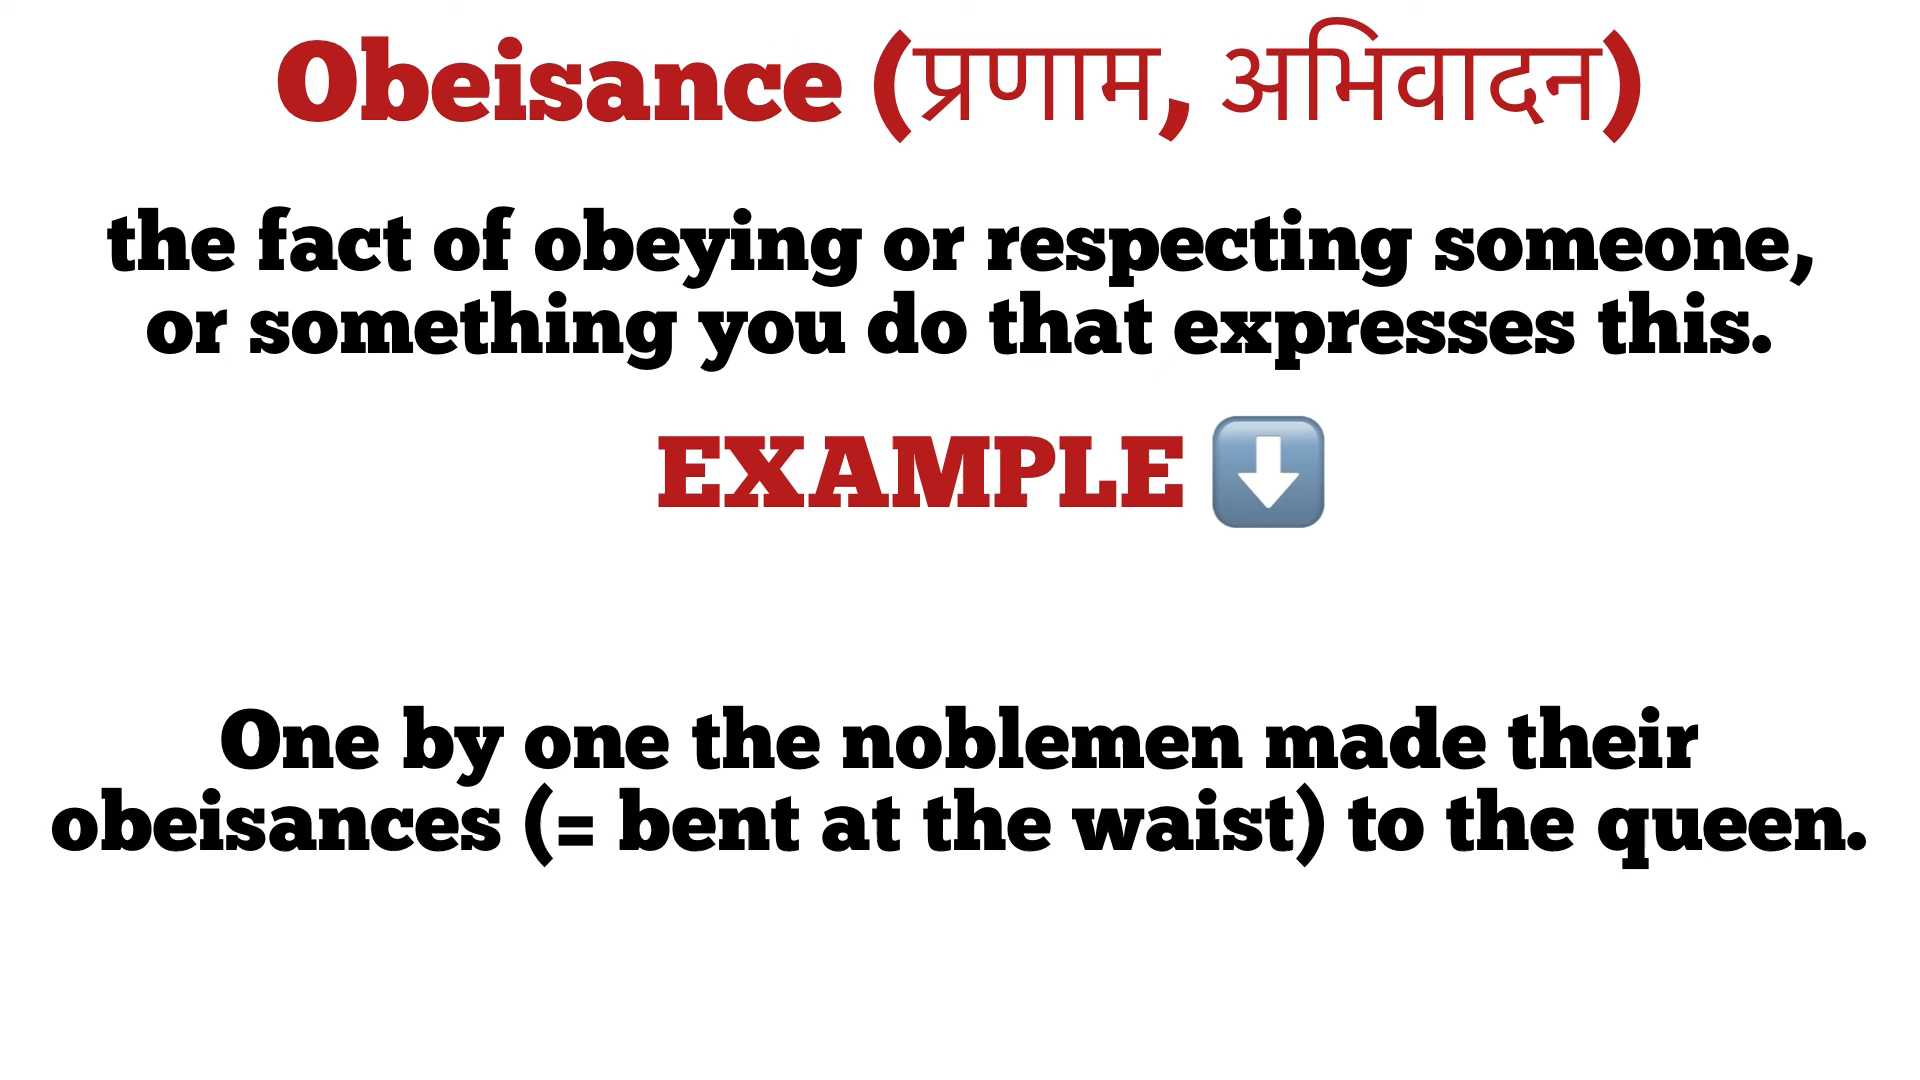 Obeisance (प्रणाम, अभिवादन)
the fact of obeying or respecting someone,
or something you do that expresses this.
EXAMPLE ⬇️
One by one the noblemen made their
obeisances (= bent at the waist) to the queen.